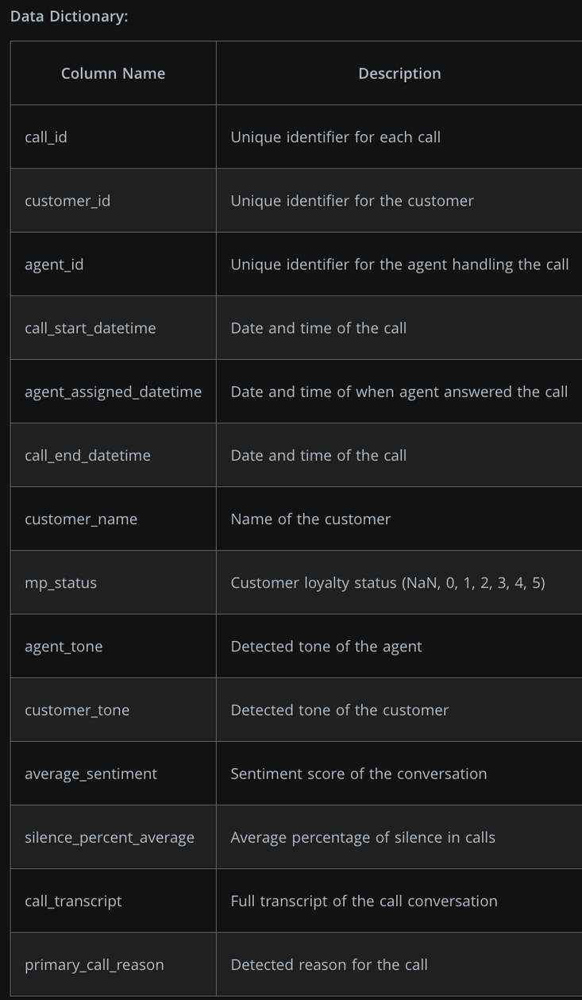 Data Dictionary:
Column Name Description
call_id Unique identifier for each call
customer_id Unique identifier for the customer
agent_id Unique identifier for the agent handling the call
call_start_datetime Date and time of the call
agent_assigned_datetime Date and time of when agent answered the call
call_end_datetime Date and time of the call
customer_name Name of the customer
mp_status Customer loyalty status (NaN, 0, 1, 2, 3, 4, 5)
agent_tone Detected tone of the agent
customer_tone Detected tone of the customer
average_sentiment Sentiment score of the conversation
silence_percent_average Average percentage of silence in calls
call_transcript Full transcript of the call conversation
primary_call_reason Detected reason for the call